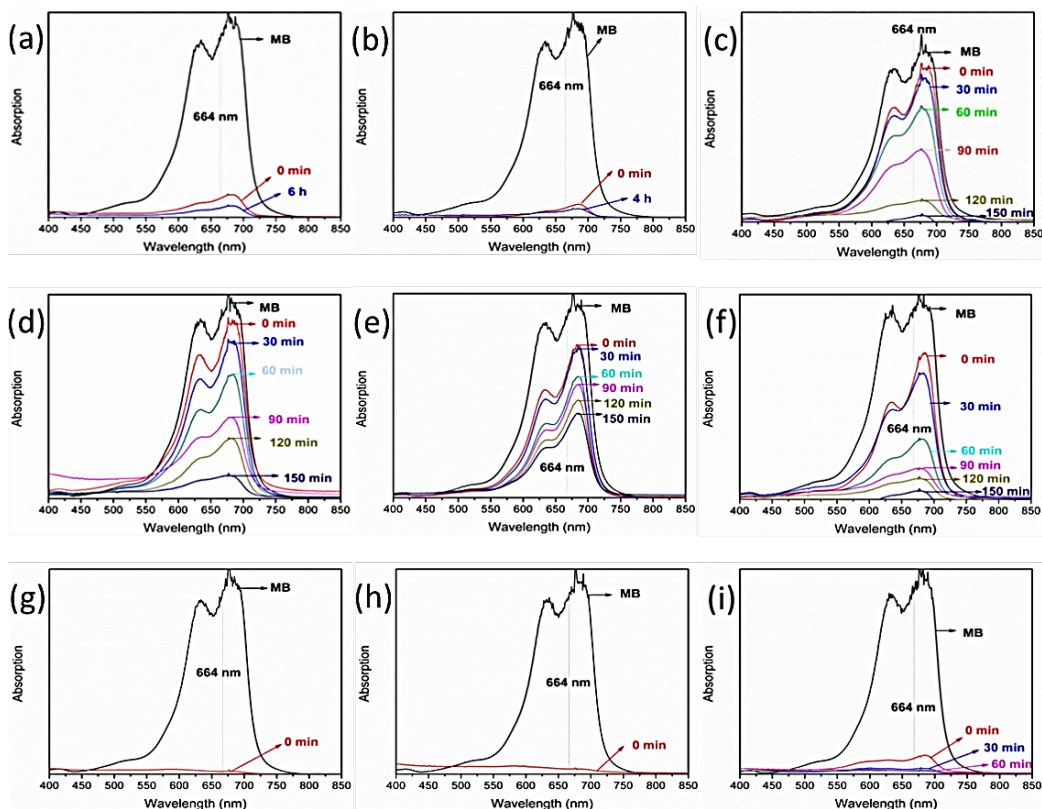 (a)
MB
664 nm
0 min
6 h
Absorption
400 450 500 550 600 650 700 750 800 850
Wavelength (nm)
(b)
MB
664 nm
0 min
4 h
Absorption
400 450 500 550 600 650 700 750 800 850
Wavelength (nm)
(c)
664 nm
MB
0 min
30 min
60 min
90 min
120 min
150 min
Absorption
400 450 500 550 600 650 700 750 800 850
Wavelength (nm)
(d)
MB
0 min
30 min
60 min
90 min
120 min
150 min
Absorption
400 450 500 550 600 650 700 750 800 850
Wavelength (nm)
(e)
MB
0 min
30 min
60 min
90 min
120 min
150 min
664 nm
Absorption
400 450 500 550 600 650 700 750 800 850
Wavelength (nm)
(f)
MB
0 min
30 min
664 nm
60 min
90 min
120 min
150 min
Absorption
400 450 500 550 600 650 700 750 800 850
Wavelength (nm)
(g)
MB
664 nm
0 min
Absorption
400 450 500 550 600 650 700 750 800 850
Wavelength (nm)
(h)
MB
664 nm
0 min
Absorption
400 450 500 550 600 650 700 750 800 850
Wavelength (nm)
(i)
MB
664 nm
0 min
30 min
60 min
Absorption
400 450 500 550 600 650 700 750 800 850
Wavelength (nm)